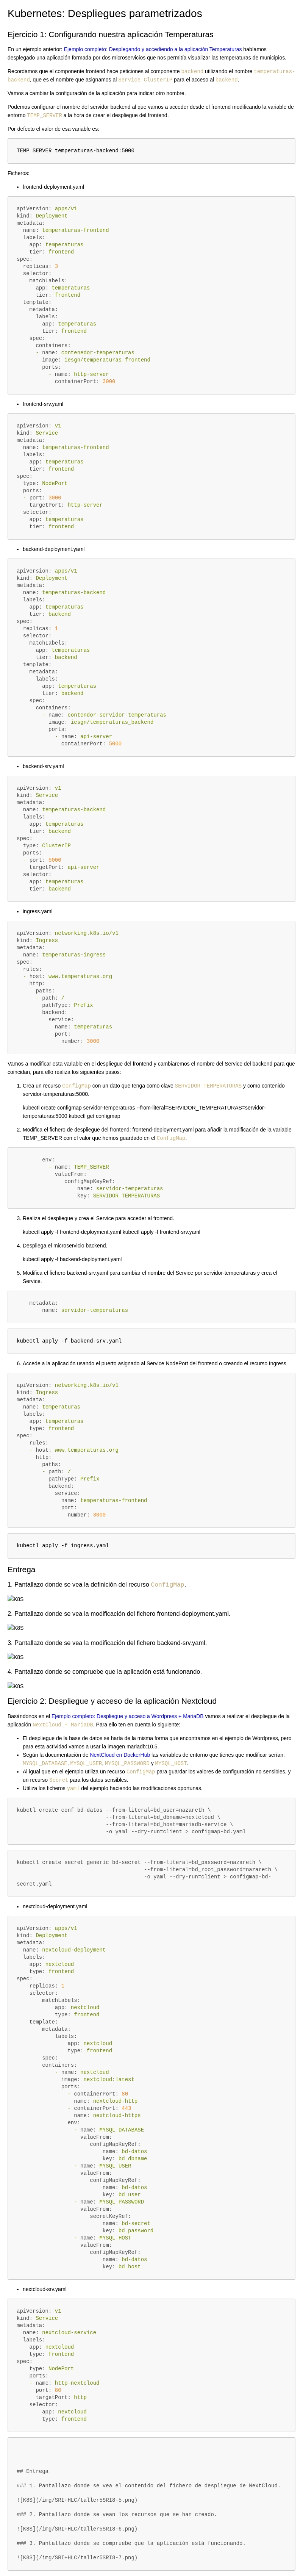 Kubernetes: Despliegues parametrizados
Ejercicio 1: Configurando nuestra aplicación Temperaturas
En un ejemplo anterior: Ejemplo completo: Desplegando y accediendo a la aplicación Temperaturas habíamos
desplegado una aplicación formada por dos microservicios que nos permitía visualizar las temperaturas de municipios.
Recordamos que el componente frontend hace peticiones al componente backend utilizando el nombre temperaturas-
backend, que es el nombre que asignamos al Service ClusterIP para el acceso al backend.
Vamos a cambiar la configuración de la aplicación para indicar otro nombre.
Podemos configurar el nombre del servidor backend al que vamos a acceder desde el frontend modificando la variable de
entorno TEMP_SERVER a la hora de crear el despliegue del frontend.
Por defecto el valor de esa variable es:
TEMP_SERVER temperaturas-backend:5000
Ficheros:
frontend-deployment.yaml
apiVersion: apps/v1
kind: Deployment
metadata:
name: temperaturas-frontend
labels:
app: temperaturas
tier: frontend
spec:
replicas: 3
selector:
matchLabels:
app: temperaturas
tier: frontend
template:
metadata:
labels:
app: temperaturas
tier: frontend
spec:
containers:
- name: contenedor-temperaturas
image: iesgn/temperaturas_frontend
ports:
- name: http-server
containerPort: 3000
frontend-srv.yaml
apiVersion: v1
kind: Service
metadata:
name: temperaturas-frontend
labels:
app: temperaturas
tier: frontend
spec:
type: NodePort
ports:
- port: 3000
targetPort: http-server
selector:
app: temperaturas
tier: frontend
backend-deployment.yaml
apiVersion: apps/v1
kind: Deployment
metadata:
name: temperaturas-backend
labels:
app: temperaturas
tier: backend
spec:
replicas: 1
selector:
matchLabels:
app: temperaturas
tier: backend
template:
metadata:
labels:
app: temperaturas
tier: backend
spec:
containers:
- name: contendor-servidor-temperaturas
image: iesgn/temperaturas_backend
ports:
- name: api-server
containerPort: 5000
backend-srv.yaml
apiVersion: v1
kind: Service
metadata:
name: temperaturas-backend
labels:
app: temperaturas
tier: backend
spec:
type: ClusterIP
ports:
- port: 5000
targetPort: api-server
selector:
app: temperaturas
tier: backend
ingress.yaml
apiVersion: networking.k8s.io/v1
kind: Ingress
metadata:
name: temperaturas-ingress
spec:
rules:
- host: www.temperaturas.org
http:
paths:
- path: /
pathType: Prefix
backend:
service:
name: temperaturas
port:
number: 3000
Vamos a modificar esta variable en el despliegue del frontend y cambiaremos el nombre del Service del backend para que
concidan, para ello realiza los siguientes pasos:
1. Crea un recurso ConfigMap con un dato que tenga como clave SERVIDOR_TEMPERATURAS y como contenido
servidor-temperaturas:5000.
kubectl create configmap servidor-temperaturas --from-literal=SERVIDOR_TEMPERATURAS=servidor-
temperaturas:5000 kubectl get configmap
2. Modifica el fichero de despliegue del frontend: frontend-deployment.yaml para añadir la modificación de la variable
TEMP_SERVER con el valor que hemos guardado en el ConfigMap.
env:
- name: TEMP_SERVER
valueFrom:
configMapKeyRef:
name: servidor-temperaturas
key: SERVIDOR_TEMPERATURAS
3. Realiza el despliegue y crea el Service para acceder al frontend.
kubectl apply -f frontend-deployment.yaml kubectl apply -f frontend-srv.yaml
4. Despliega el microservicio backend.
kubectl apply -f backend-deployment.yaml
5. Modifica el fichero backend-srv.yaml para cambiar el nombre del Service por servidor-temperaturas y crea el
Service.
metadata:
name: servidor-temperaturas
kubectl apply -f backend-srv.yaml
6. Accede a la aplicación usando el puerto asignado al Service NodePort del frontend o creando el recurso Ingress.
apiVersion: networking.k8s.io/v1
kind: Ingress
metadata:
name: temperaturas
labels:
app: temperaturas
type: frontend
spec:
rules:
- host: www.temperaturas.org
http:
paths:
- path: /
pathType: Prefix
backend:
service:
name: temperaturas-frontend
port:
number: 3000
kubectl apply -f ingress.yaml
Entrega
1. Pantallazo donde se vea la definición del recurso ConfigMap.
K8S
2. Pantallazo donde se vea la modificación del fichero frontend-deployment.yaml.
K8S
3. Pantallazo donde se vea la modificación del fichero backend-srv.yaml.
K8S
4. Pantallazo donde se compruebe que la aplicación está funcionando.
K8S
Ejercicio 2: Despliegue y acceso de la aplicación Nextcloud
Basándonos en el Ejemplo completo: Despliegue y acceso a Wordpress + MariaDB vamos a realizar el despliegue de la
aplicación NextCloud + MariaDB. Para ello ten en cuenta lo siguiente:
El despliegue de la base de datos se haría de la misma forma que encontramos en el ejemplo de Wordpress, pero
para esta actividad vamos a usar la imagen mariadb:10.5.
Según la documentación de NextCloud en DockerHub las variables de entorno que tienes que modificar serían:
MYSQL_DATABASE,MYSQL_USER,MYSQL_PASSWORD y MYSQL_HOST.
Al igual que en el ejemplo utiliza un recurso ConfigMap para guardar los valores de configuración no sensibles, y
un recurso Secret para los datos sensibles.
Utiliza los ficheros yaml del ejemplo haciendo las modificaciones oportunas.
kubectl create conf bd-datos --from-literal=bd_user=nazareth \
--from-literal=bd_dbname=nextcloud \
--from-literal=bd_host=mariadb-service \
-o yaml --dry-run=client > configmap-bd.yaml
kubectl create secret generic bd-secret --from-literal=bd_password=nazareth \
--from-literal=bd_root_password=nazareth \
-o yaml --dry-run=client > configmap-bd-
secret.yaml
nextcloud-deployment.yaml
apiVersion: apps/v1
kind: Deployment
metadata:
name: nextcloud-deployment
labels:
app: nextcloud
type: frontend
spec:
replicas: 1
selector:
matchLabels:
app: nextcloud
type: frontend
template:
metadata:
labels:
app: nextcloud
type: frontend
spec:
containers:
- name: nextcloud
image: nextcloud:latest
ports:
- containerPort: 80
name: nextcloud-http
- containerPort: 443
name: nextcloud-https
env:
- name: MYSQL_DATABASE
valueFrom:
configMapKeyRef:
name: bd-datos
key: bd_dbname
- name: MYSQL_USER
valueFrom:
configMapKeyRef:
name: bd-datos
key: bd_user
- name: MYSQL_PASSWORD
valueFrom:
secretKeyRef:
name: bd-secret
key: bd_password
- name: MYSQL_HOST
valueFrom:
configMapKeyRef:
name: bd-datos
key: bd_host
nextcloud-srv.yaml
apiVersion: v1
kind: Service
metadata:
name: nextcloud-service
labels:
app: nextcloud
type: frontend
spec:
type: NodePort
ports:
- name: http-nextcloud
port: 80
targetPort: http
selector:
app: nextcloud
type: frontend
## Entrega
### 1. Pantallazo donde se vea el contenido del fichero de despliegue de NextCloud.
![K8S](/img/SRI+HLC/taller5SRI8-5.png)
### 2. Pantallazo donde se vean los recursos que se han creado.
![K8S](/img/SRI+HLC/taller5SRI8-6.png)
### 3. Pantallazo donde se compruebe que la aplicación está funcionando.
![K8S](/img/SRI+HLC/taller5SRI8-7.png)